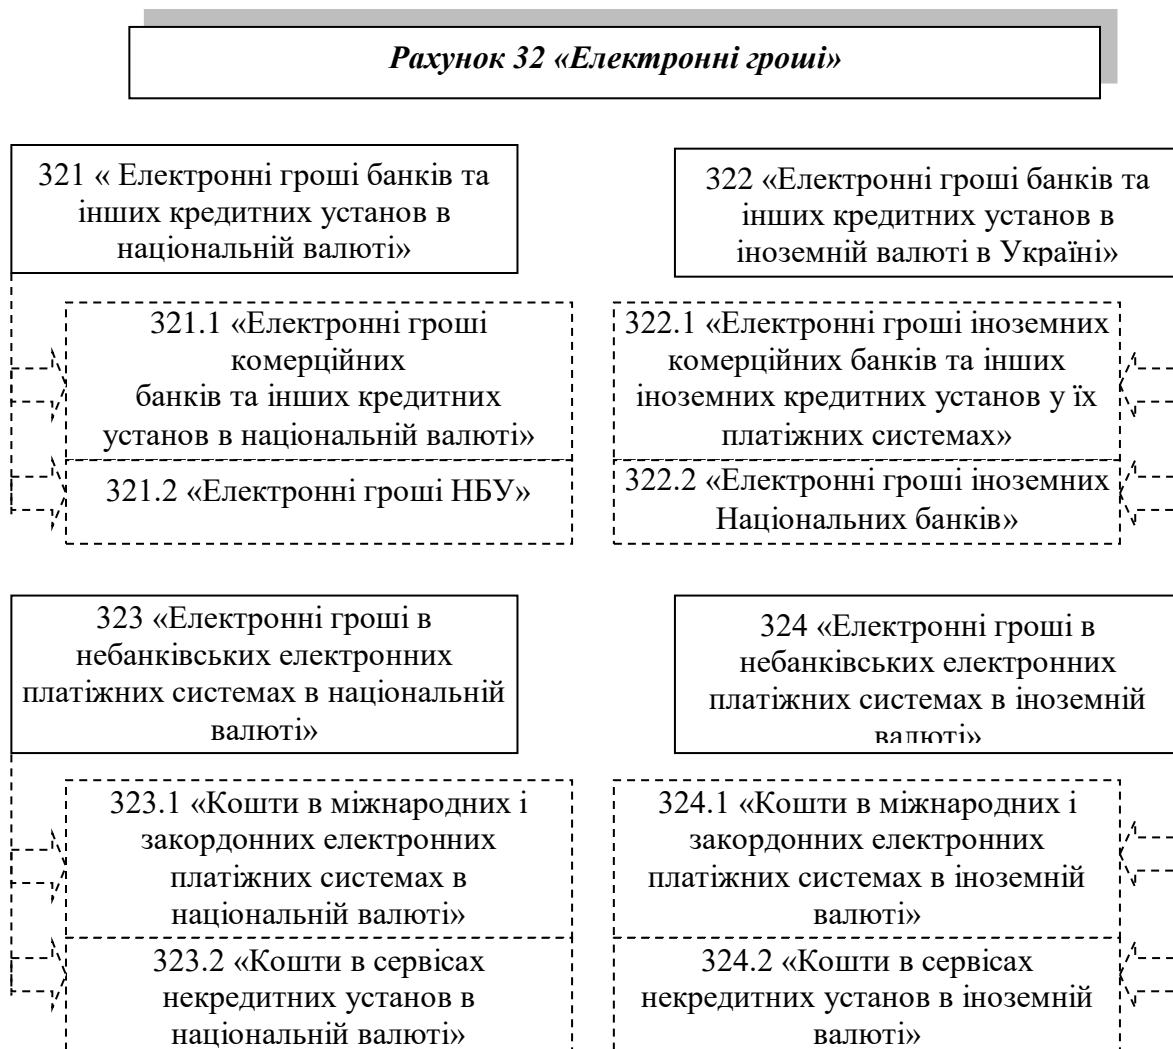 Рахунок 32 «Електронні гроші»
321 « Електронні гроші банків та
інших кредитних установ в
національній валюті»
322 «Електронні гроші банків та
інших кредитних установ в
іноземній валюті в Україні»
321.1 «Електронні гроші
комерційних
банків та інших кредитних
установ в національній валюті»
322.1 «Електронні гроші іноземних
комерційних банків та інших
іноземних кредитних установ у їх
платіжних системах»
321.2 «Електронні гроші НБУ»
322.2 «Електронні гроші іноземних
Національних банків»
323 «Електронні гроші в
небанківських електронних
платіжних системах в національній
валюті»
324 «Електронні гроші в
небанківських електронних
платіжних системах в іноземній
валюті»
323.1 «Кошти в міжнародних і
закордонних електронних
платіжних системах в
національній валюті»
324.1 «Кошти в міжнародних і
закордонних електронних
платіжних системах в іноземній
валюті»
323.2 «Кошти в сервісах
некредитних установ в
національній валюті»
324.2 «Кошти в сервісах
некредитних установ в іноземній
валюті»